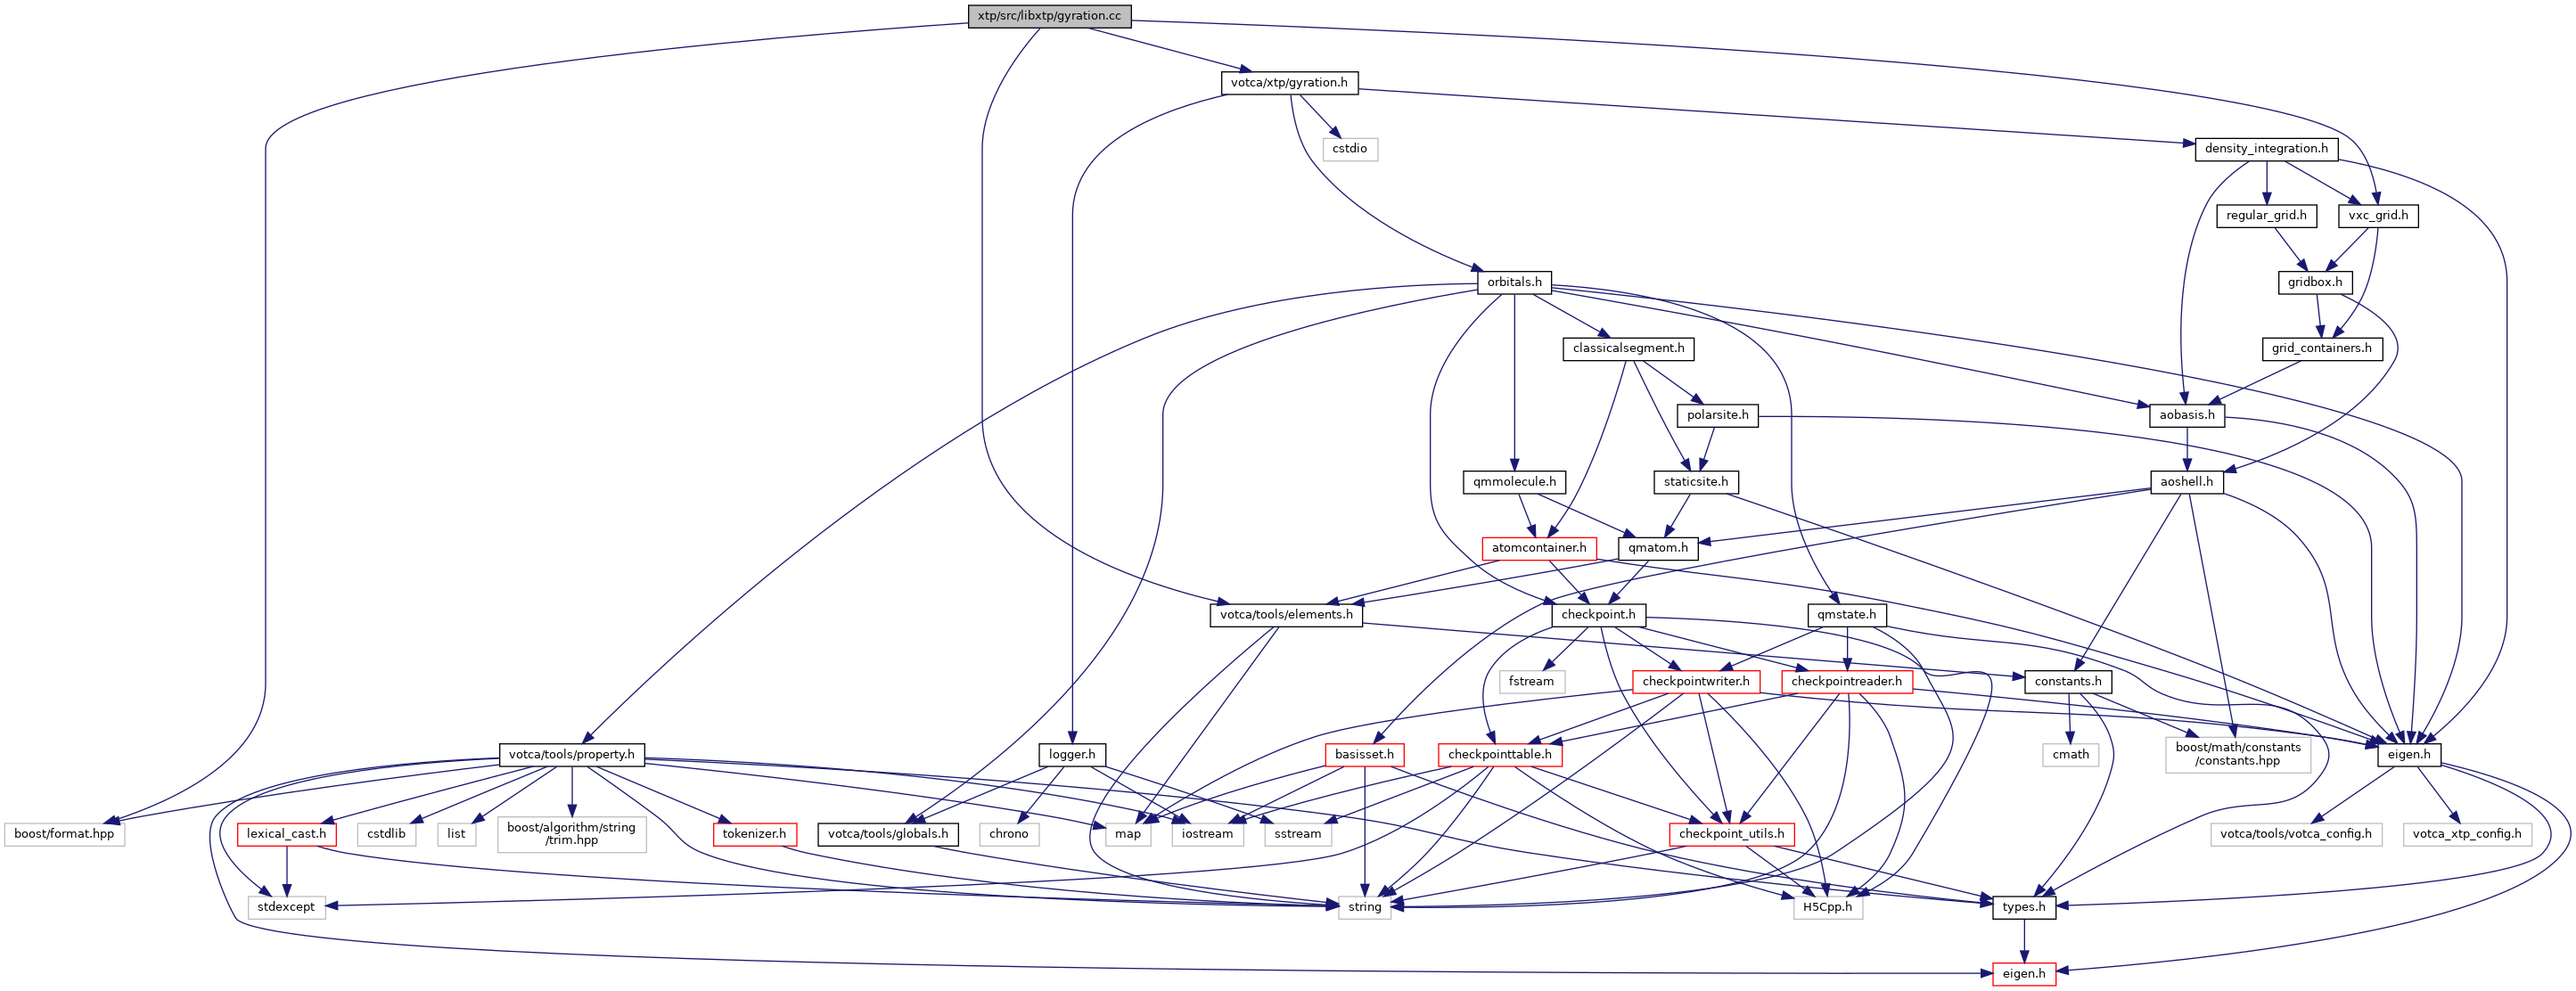 xtp/src/libxtp/gyration.cc
votca/xtp/gyration.h
cstdio
density_integration.h
regular_grid.h
vxc_grid.h
orbitals.h
gridbox.h
classicalsegment.h
grid_containers.h
polarsite.h
aobasis.h
qmmolecule.h
staticsite.h
aoshell.h
atomcontainer.h
qmatom.h
votca/tools/elements.h
checkpoint.h
qmstate.h
fstream
checkpointwriter.h
checkpointreader.h
constants.h
votca/tools/property.h
logger.h
basisset.h
checkpointtable.h
cmath
boost/math/constants
/constants.hpp
eigen.h
boost/format.hpp
lexical_cast.h
cstdlib
list
boost/algorithm/string
/trim.hpp
tokenizer.h
votca/tools/globals.h
chrono
map
iostream
sstream
checkpoint_utils.h
votca/tools/votca_config.h
votca_xtp_config.h
stdexcept
string
H5Cpp.h
types.h
eigen.h